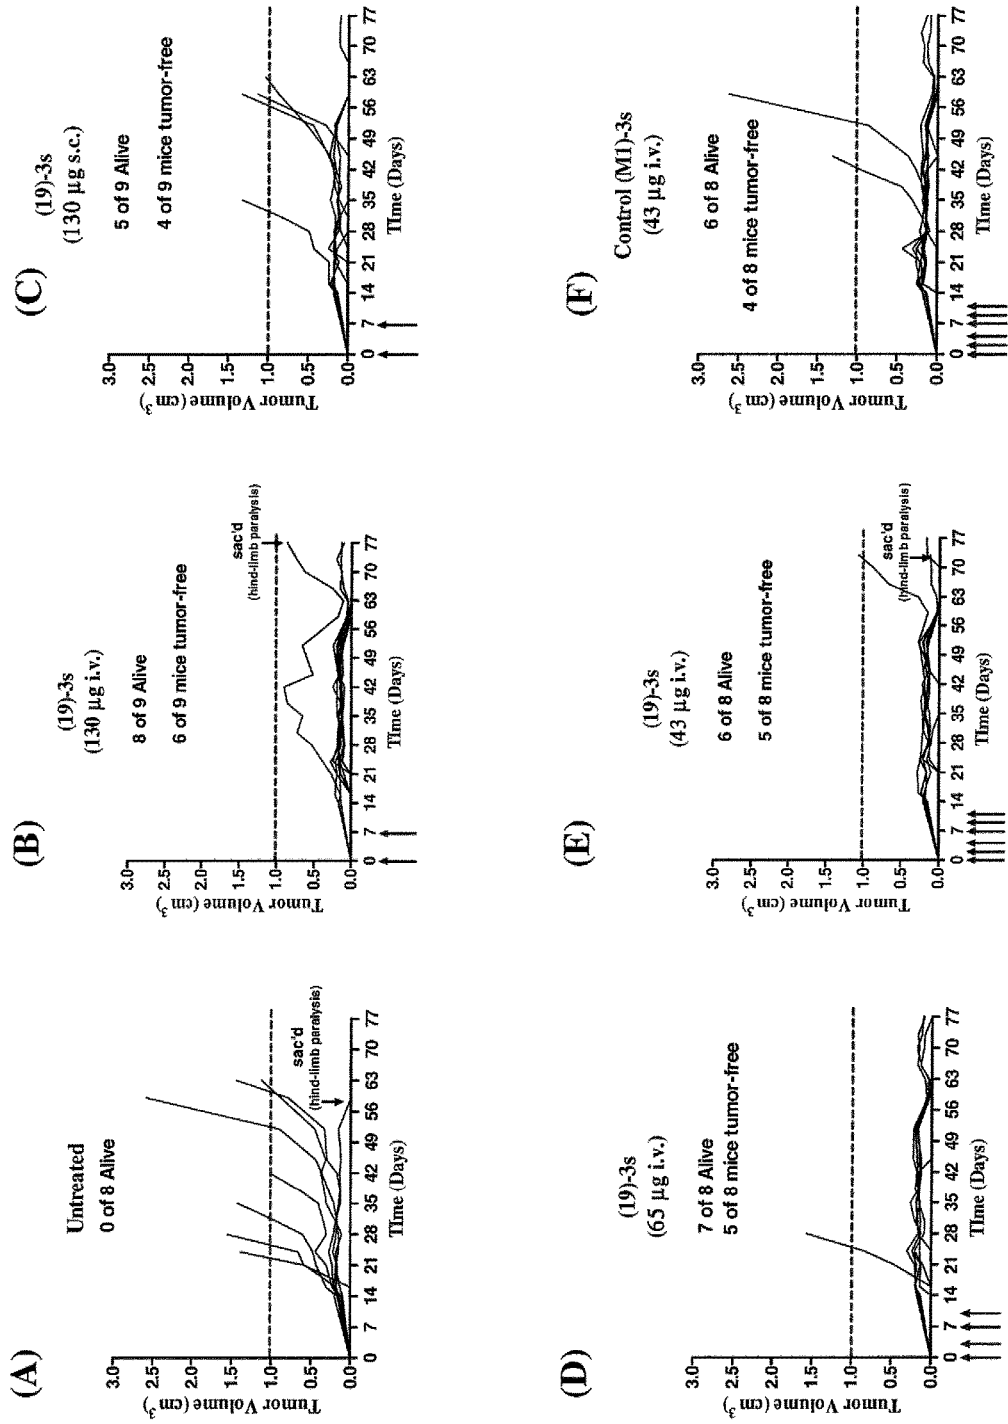 (A)
Untreated
0 of 8 Alive
Tumor Volume (cm3)
3.0
2.5
2.0
1.5
1.0
0.5
0.0
sac'd
(hind-limb paralysis)
0 7 14 21 28 35 42 49 56 63 70 77
Time (Days)
(B)
(19)-3s
(130 µg i.v.)
8 of 9 Alive
6 of 9 mice tumor-free
Tumor Volume (cm3)
3.0
2.5
2.0
1.5
1.0
0.5
0.0
sac'd
(hind-limb paralysis)
0 7 14 21 28 35 42 49 56 63 70 77
Time (Days)
(C)
(19)-3s
(130 µg s.c.)
5 of 9 Alive
4 of 9 mice tumor-free
Tumor Volume (cm3)
3.0
2.5
2.0
1.5
1.0
0.5
0.0
0 7 14 21 28 35 42 49 56 63 70 77
Time (Days)
(D)
(19)-3s
(65 µg i.v.)
7 of 8 Alive
5 of 8 mice tumor-free
Tumor Volume (cm3)
3.0
2.5
2.0
1.5
1.0
0.5
0.0
0 7 14 21 28 35 42 49 56 63 70 77
Time (Days)
(E)
(19)-3s
(43 µg i.v.)
6 of 8 Alive
5 of 8 mice tumor-free
Tumor Volume (cm3)
3.0
2.5
2.0
1.5
1.0
0.5
0.0
sac'd
(hind-limb paralysis)
0 7 14 21 28 35 42 49 56 63 70 77
Time (Days)
(F)
Control (M1)-3s
(43 µg i.v.)
6 of 8 Alive
4 of 8 mice tumor-free
Tumor Volume (cm3)
3.0
2.5
2.0
1.5
1.0
0.5
0.0
0 7 14 21 28 35 42 49 56 63 70 77
Time (Days)